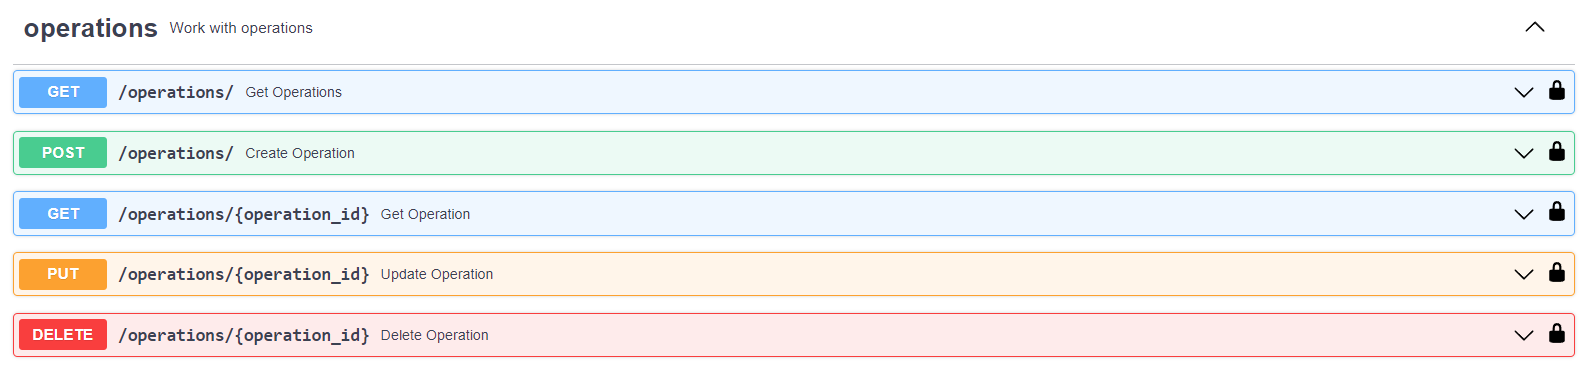 operations Work with operations
GET /operations/ Get Operations
POST /operations/ Create Operation
GET /operations/{operation_id} Get Operation
PUT /operations/{operation_id} Update Operation
DELETE /operations/{operation_id} Delete Operation